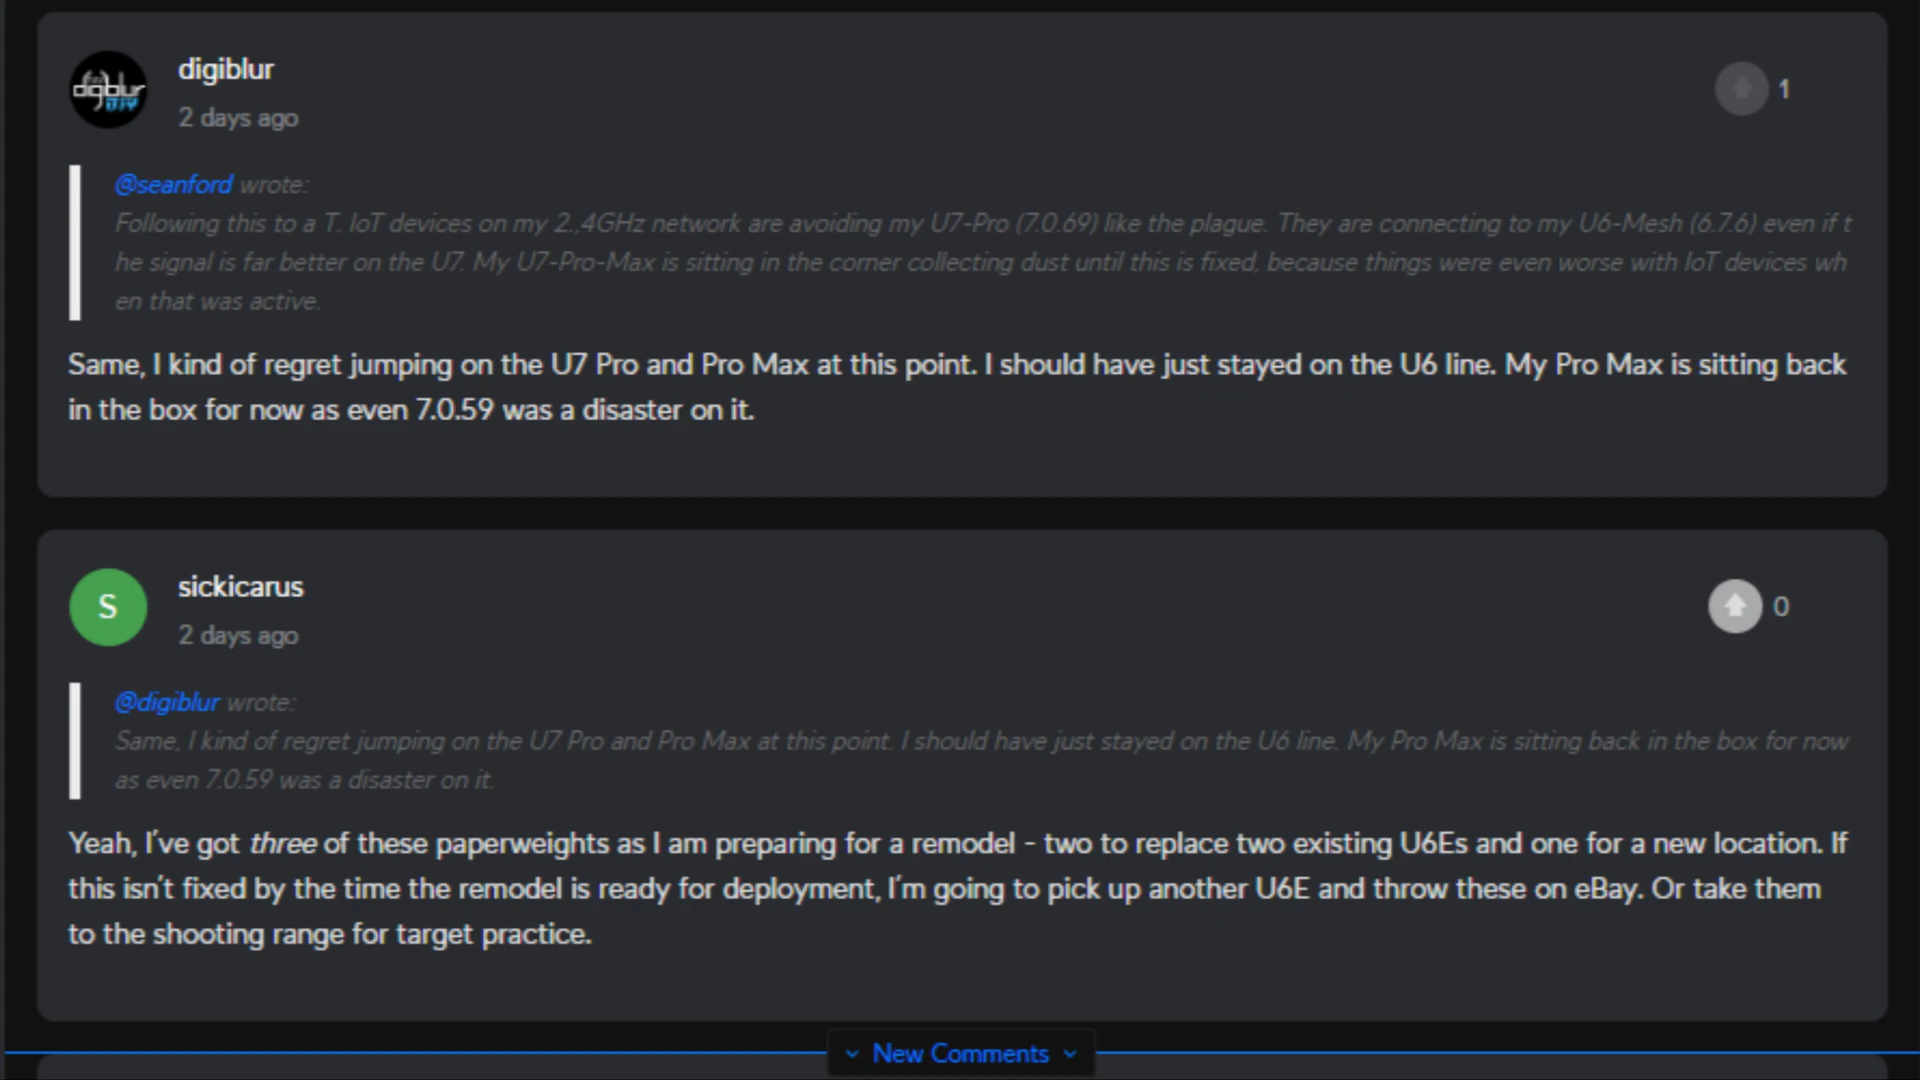 digiblur
2 days ago
1
@seanford wrote:
Following this to a T. IoT devices on my 2.,4GHz network are avoiding my U7-Pro (7.0.69) like the plague. They are connecting to my U6-Mesh (6.7.6) even if t
he signal is far better on the U7. My U7-Pro-Max is sitting in the corner collecting dust until this is fixed, because things were even worse with IoT devices wh
en that was active.
Same, I kind of regret jumping on the U7 Pro and Pro Max at this point. I should have just stayed on the U6 line. My Pro Max is sitting back
in the box for now as even 7.0.59 was a disaster on it.
S
sickicarus
2 days ago
0
@digiblur wrote:
Same, I kind of regret jumping on the U7 Pro and Pro Max at this point. I should have just stayed on the U6 line. My Pro Max is sitting back in the box for now
as even 7.0.59 was a disaster on it.
Yeah, I've got three of these paperweights as I am preparing for a remodel - two to replace two existing U6Es and one for a new location. If
this isn't fixed by the time the remodel is ready for deployment, I'm going to pick up another U6E and throw these on eBay. Or take them
to the shooting range for target practice.
New Comments